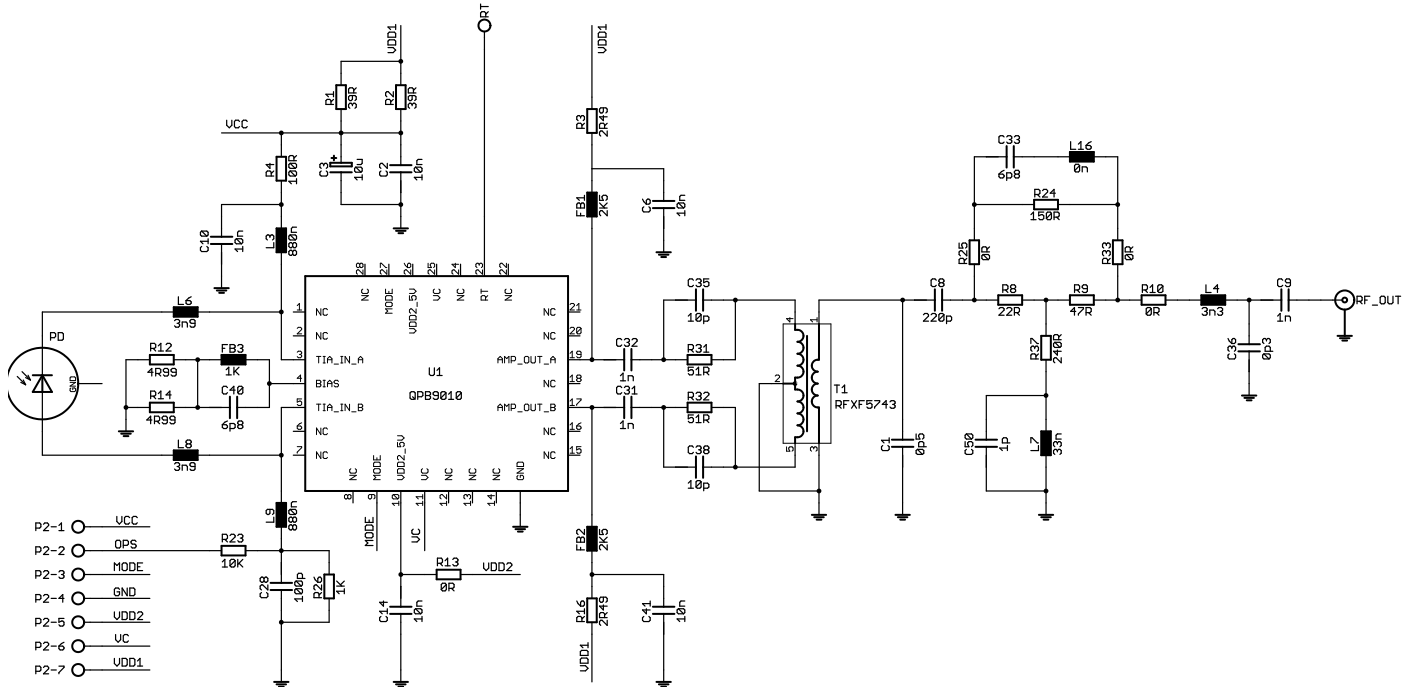 RT
VDD1
VDD1
R1
39R
R2
39R
R3
2R49
VCC
R4
100R
C3
+
10u
C2
10n
C33
6p8
L16
0n
R24
150R
FB1
2K5
C6
10n
C10
10n
L3
880n
R25
0R
R33
0R
28
27
26
25
24
23
22
NC
MODE
VDD2_5V
VC
NC
RT
NC
L6
3n9
PD
GND
R12
4R99
R14
4R99
FB3
1K
C40
6p8
L8
3n9
1
NC
2
NC
3
TIA_IN_A
4
BIAS
5
TIA_IN_B
6
NC
7
NC
U1
QPB9010
21
NC
20
NC
19
AMP_OUT_A
18
NC
17
AMP_OUT_B
16
NC
15
NC
NC
MODE
VDD2_5V
VC
NC
NC
NC
GND
8
9
10
11
12
13
14
C35
10p
C32
1n
R31
51R
C31
1n
R32
51R
C38
10p
4
1
2
5
3
T1
RFXF5743
C8
220p
R8
22R
R9
47R
R10
0R
L4
3n3
C9
1n
RF_OUT
R37
240R
C36
0p3
C1
0p5
C50
1P
L7
33n
L9
880n
MODE
VC
FB2
2K5
P2-1
VCC
P2-2
OPS
P2-3
MODE
P2-4
GND
P2-5
VDD2
P2-6
VC
P2-7
VDD1
R23
10K
C28
100p
R26
1K
R13
0R
VDD2
C14
10n
R16
2R49
C41
10n
VDD1